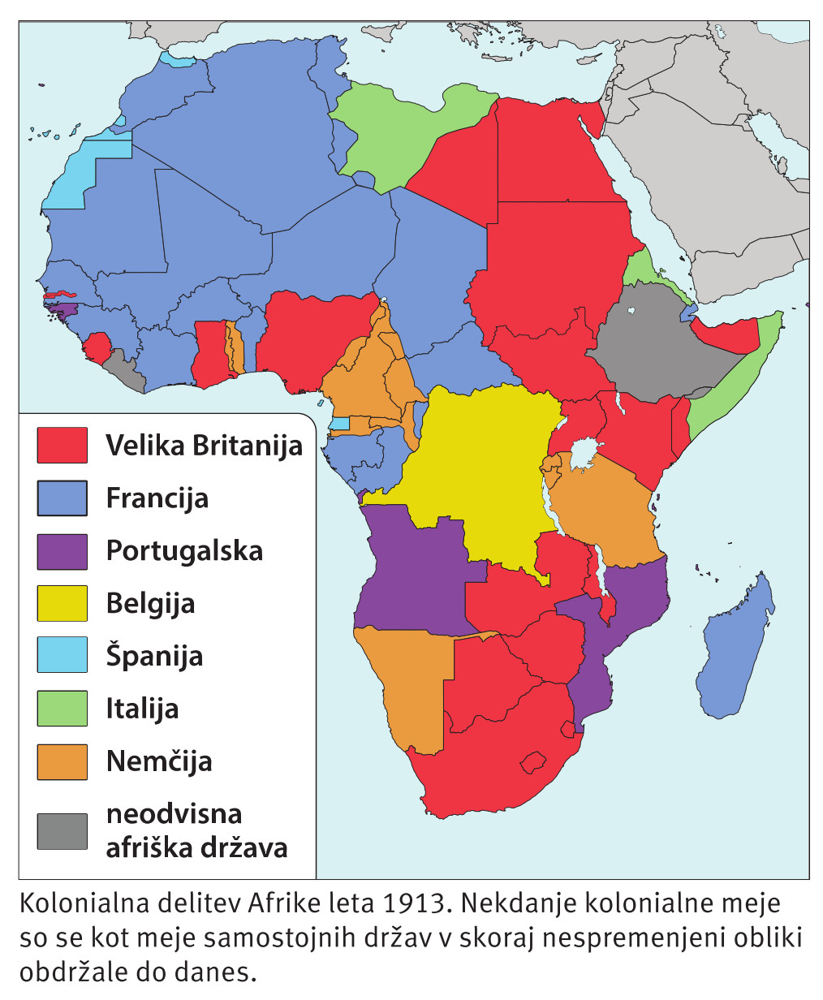 Velika Britanija
Francija
Portugalska
Belgija
Španija
Italija
Nemčija
neodvisna
afriška država
Kolonialna delitev Afrike leta 1913. Nekdanje kolonialne meje
so se kot meje samostojnih držav v skoraj nespremenjeni obliki
obdržale do danes.